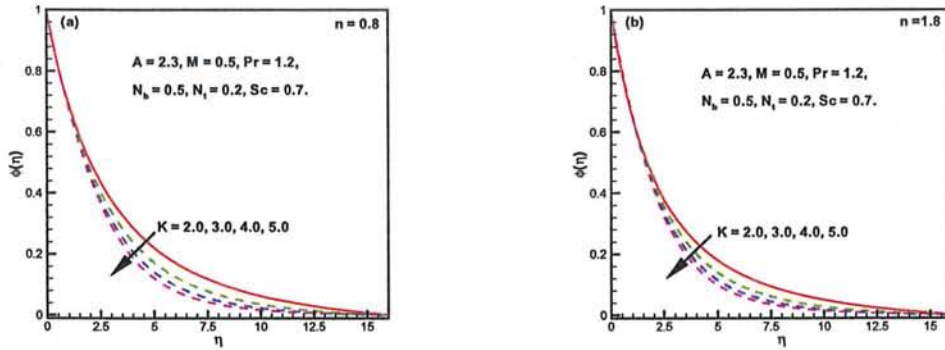 (a)
n = 0.8
A = 2.3, M = 0.5, Pr = 1.2,
N_b = 0.5, N_t = 0.2, Sc = 0.7.
K = 2.0, 3.0, 4.0, 5.0
ϕ(η)
1
0.8
0.6
0.4
0.2
0
0 2.5 5 7.5 10 12.5 15
η
(b)
n = 1.8
A = 2.3, M = 0.5, Pr = 1.2,
N_b = 0.5, N_t = 0.2, Sc = 0.7.
K = 2.0, 3.0, 4.0, 5.0
ϕ(η)
1
0.8
0.6
0.4
0.2
0
0 2.5 5 7.5 10 12.5 15
η